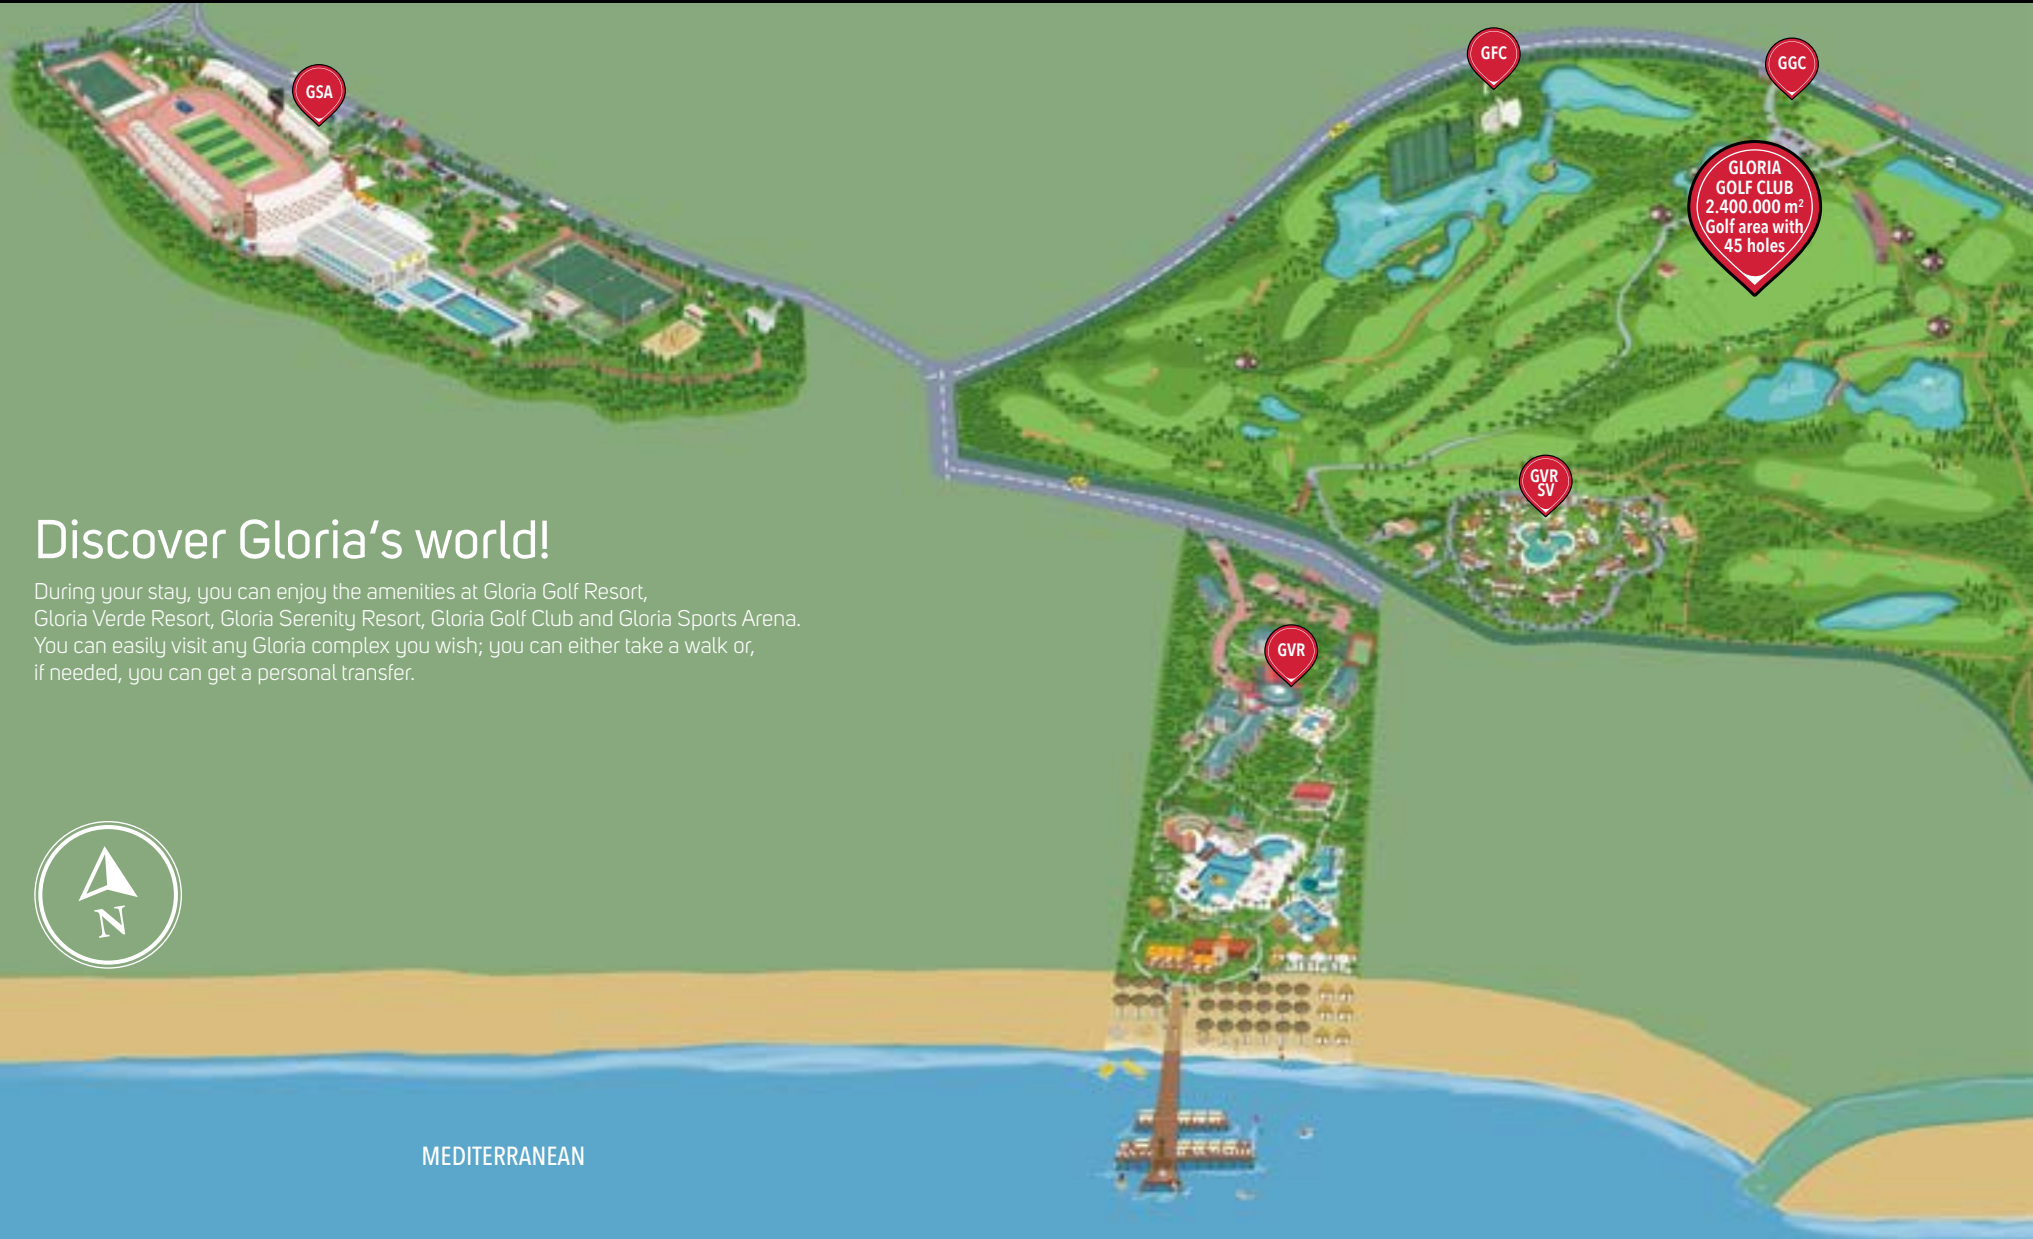 GSA
GFC
GGC
GLORIA
GOLF CLUB
2.400.000 m²
Golf area with
45 holes
GVR
SV
Discover Gloria‘s world!
During your stay, you can enjoy the amenities at Gloria Golf Resort,
Gloria Verde Resort, Gloria Serenity Resort, Gloria Golf Club and Gloria Sports Arena.
You can easily visit any Gloria complex you wish; you can either take a walk or,
if needed, you can get a personal transfer.
GVR
N
MEDITERRANEAN